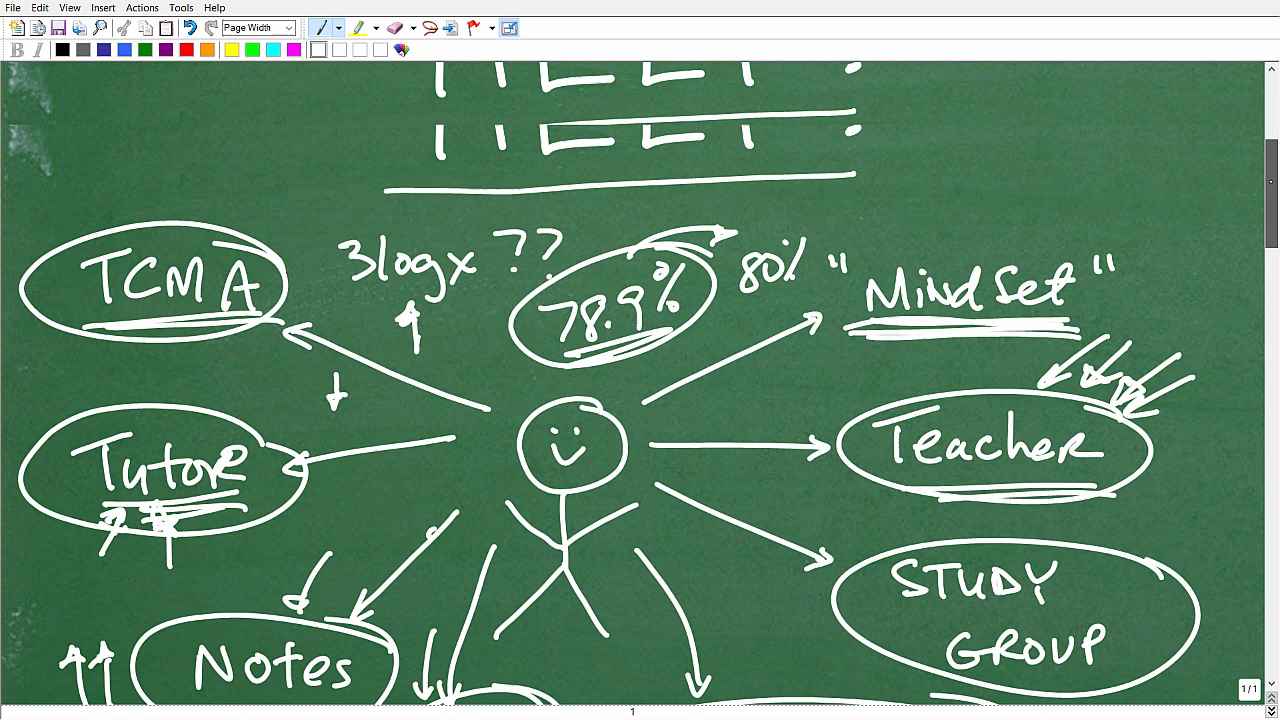 File Edit View Insert Actions Tools Help
Page Width
B I
3logx ??
78.9%
80%
"MindSet"
TCMA
Teacher
Tutor
STUDY
GROUP
Notes
1/1
1